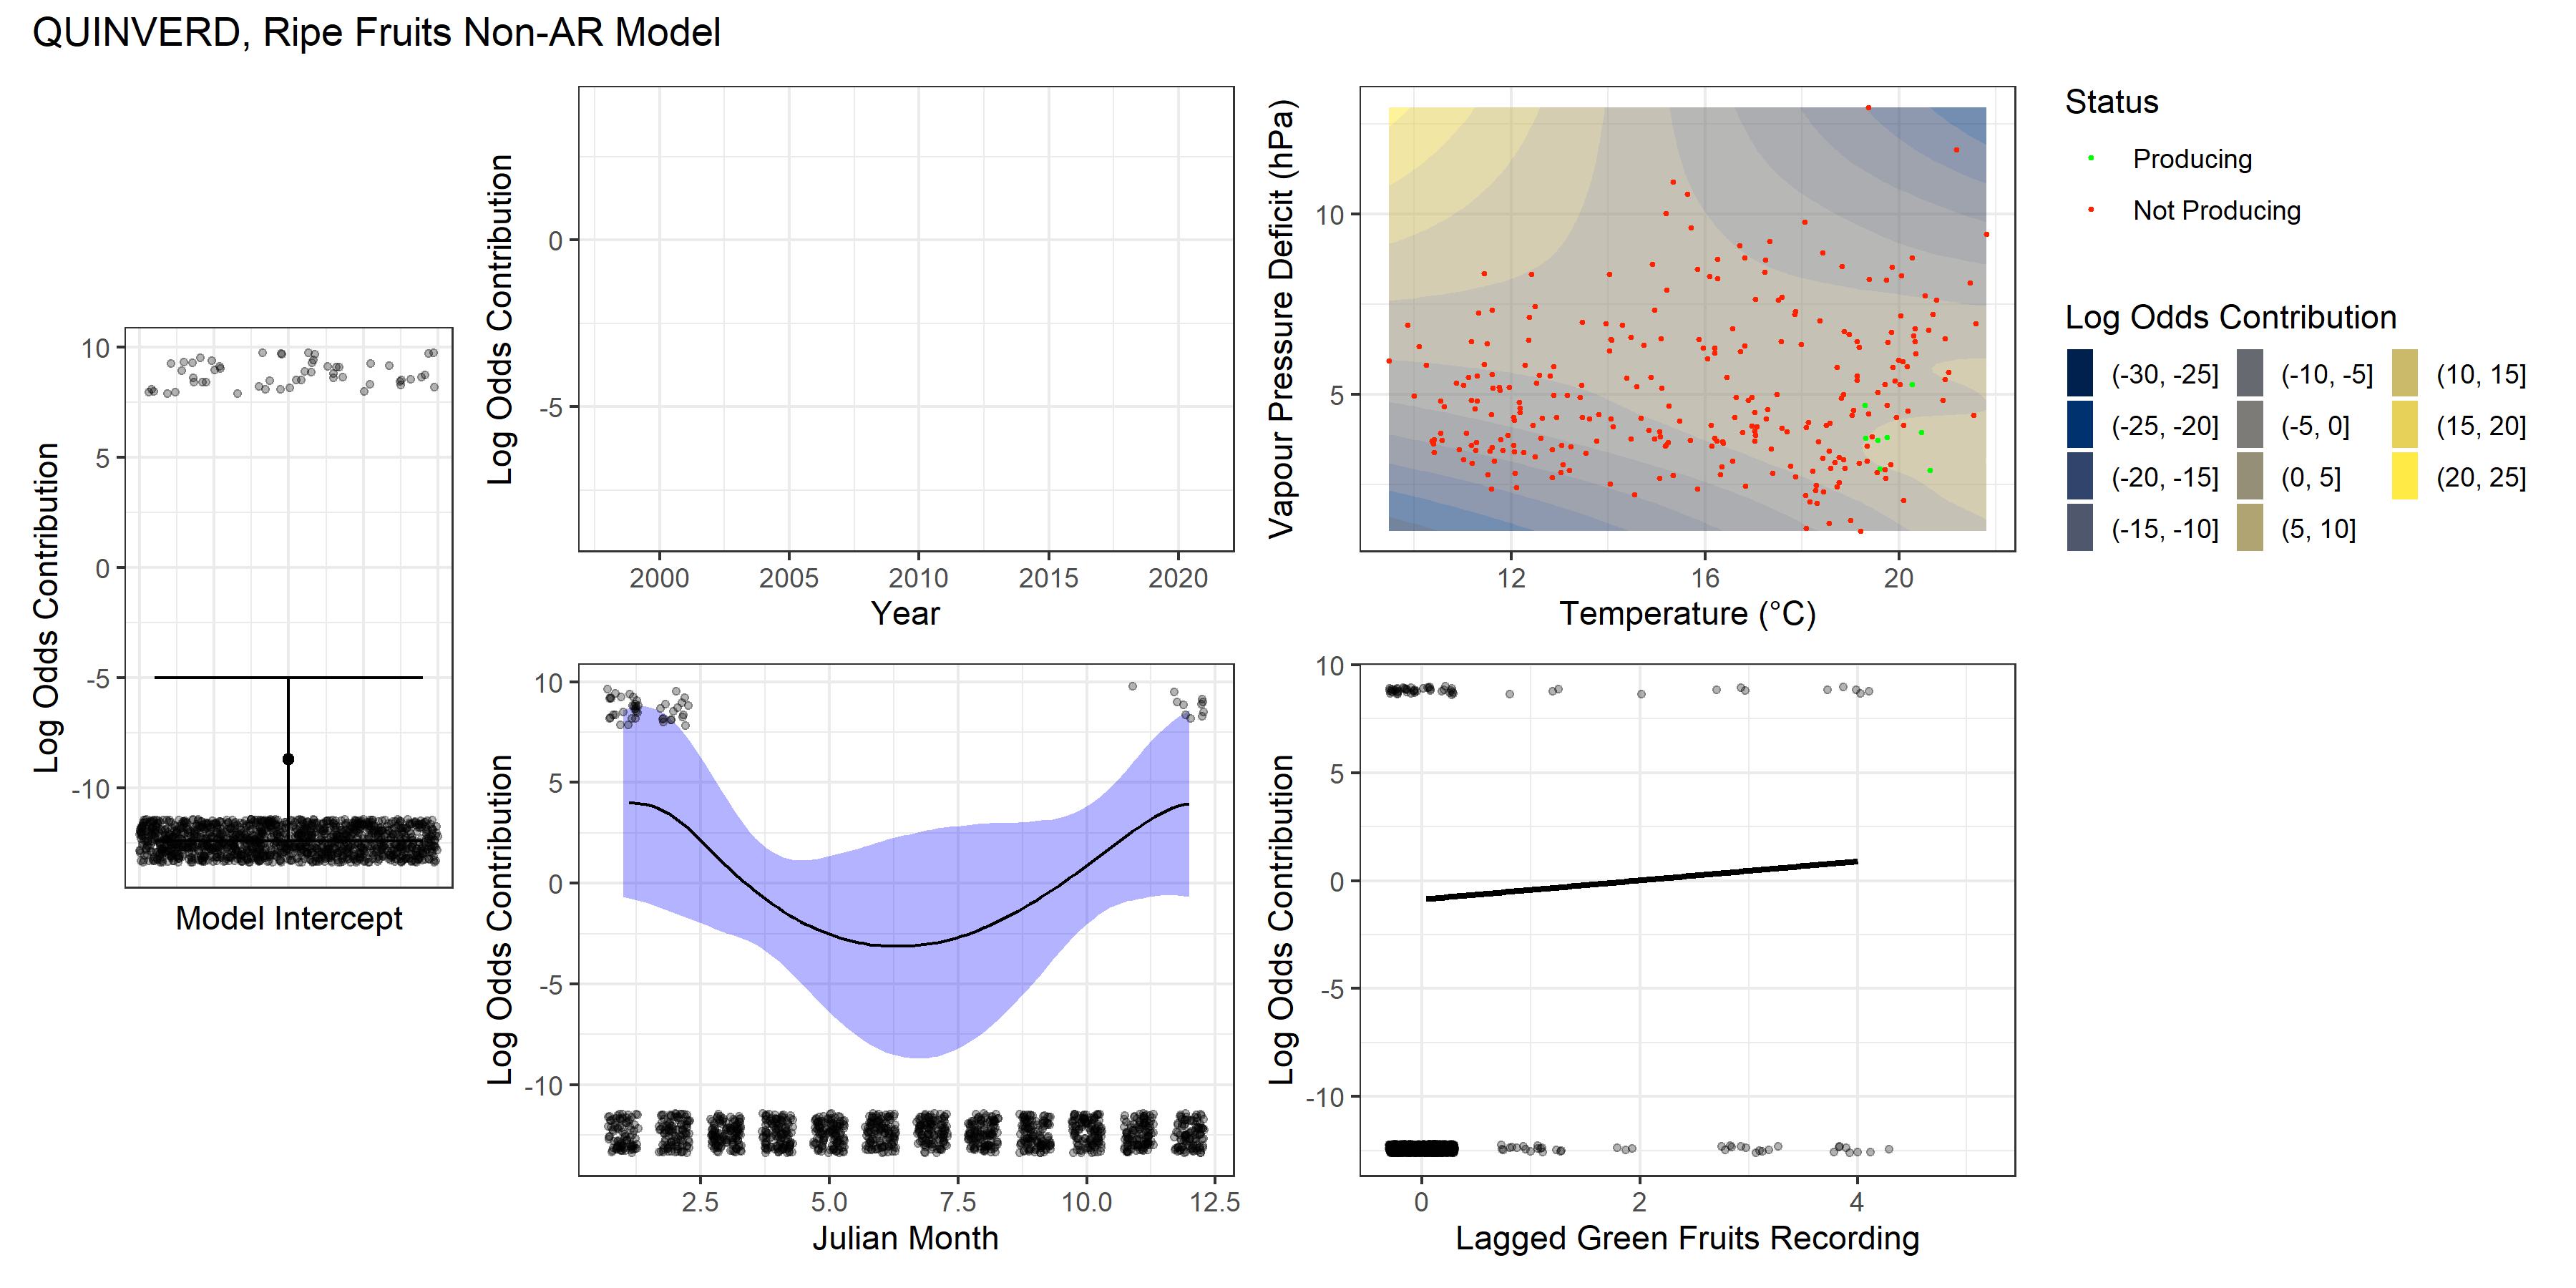 QUINVERD, Ripe Fruits Non-AR Model
Log Odds Contribution
10
5
0
-5
-10
Model Intercept
Log Odds Contribution
0
-5
2000 2005 2010 2015 2020
Year
Vapour Pressure Deficit (hPa)
10
5
12 16 20
Temperature (°C)
Status
Producing
Not Producing
Log Odds Contribution
(-30, -25] (-10, -5] (10, 15]
(-25, -20] (-5, 0] (15, 20]
(-20, -15] (0, 5] (20, 25]
(-15, -10] (5, 10]
Log Odds Contribution
10
5
0
-5
-10
2.5 5.0 7.5 10.0 12.5
Julian Month
Log Odds Contribution
10
5
0
-5
-10
0 2 4
Lagged Green Fruits Recording